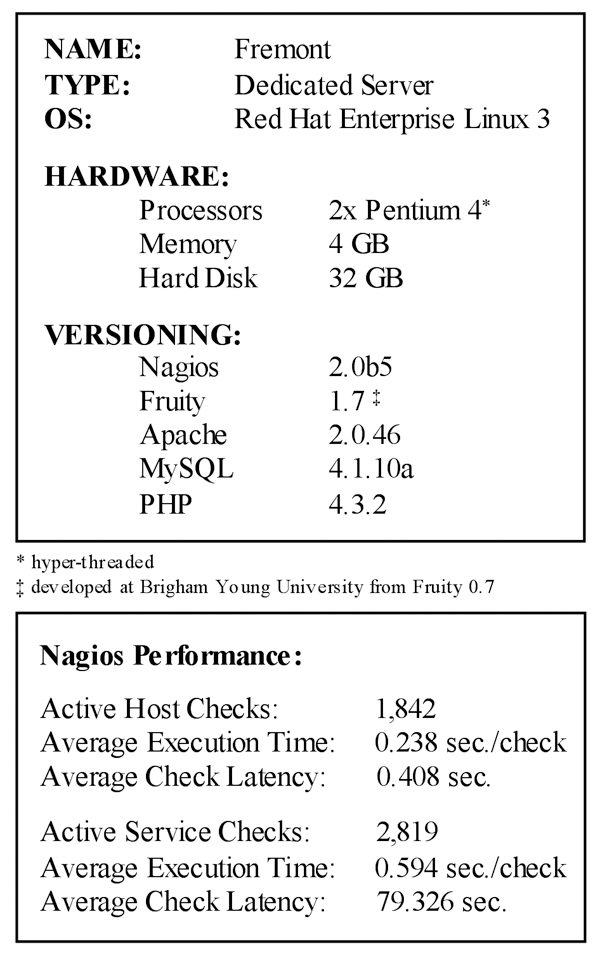 NAME: Fremont
TYPE: Dedicated Server
OS: Red Hat Enterprise Linux 3
HARDWARE:
Processors 2x Pentium 4*
Memory 4 GB
Hard Disk 32 GB
VERSIONING:
Nagios 2.0b5
Fruity 1.7 ‡
Apache 2.0.46
MySQL 4.1.10a
PHP 4.3.2
* hyper-threaded
‡ developed at Brigham Young University from Fruity 0.7
Nagios Performance:
Active Host Checks: 1,842
Average Execution Time: 0.238 sec./check
Average Check Latency: 0.408 sec.
Active Service Checks: 2,819
Average Execution Time: 0.594 sec./check
Average Check Latency: 79.326 sec.